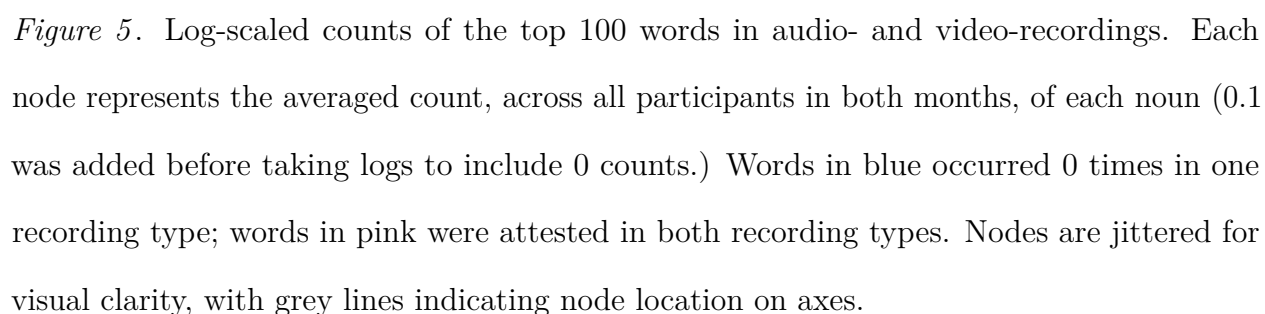 Figure 5. Log-scaled counts of the top 100 words in audio- and video-recordings. Each
node represents the averaged count, across all participants in both months, of each noun (0.1
was added before taking logs to include 0 counts.) Words in blue occurred 0 times in one
recording type; words in pink were attested in both recording types. Nodes are jittered for
visual clarity, with grey lines indicating node location on axes.